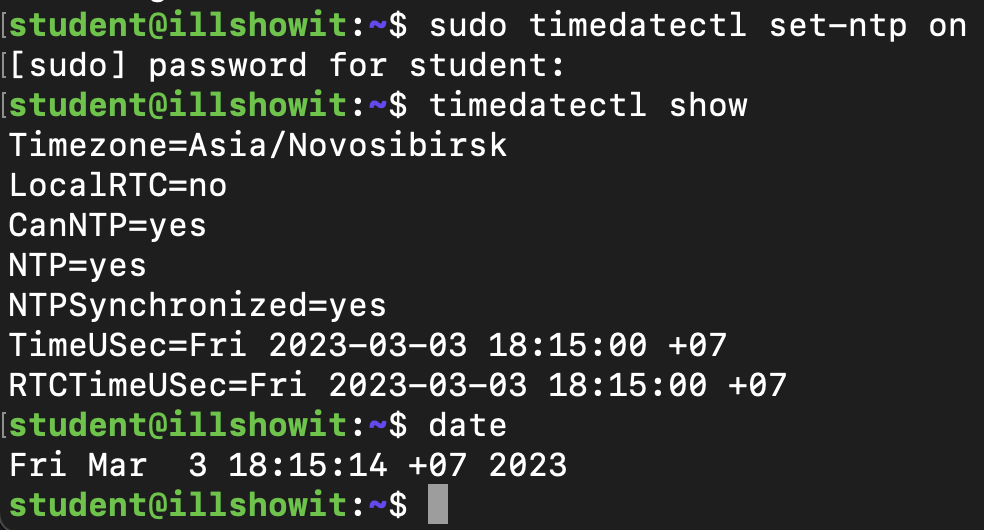 [student@illshowit:~$ sudo timedatectl set-ntp on
[[sudo] password for student:
[student@illshowit:~$ timedatectl show
Timezone=Asia/Novosibirsk
LocalRTC=no
CanNTP=yes
NTP=yes
NTPSynchronized=yes
TimeUSec=Fri 2023-03-03 18:15:00 +07
RTCTimeUSec=Fri 2023-03-03 18:15:00 +07
[student@illshowit:~$ date
Fri Mar  3 18:15:14 +07 2023
student@illshowit:~$